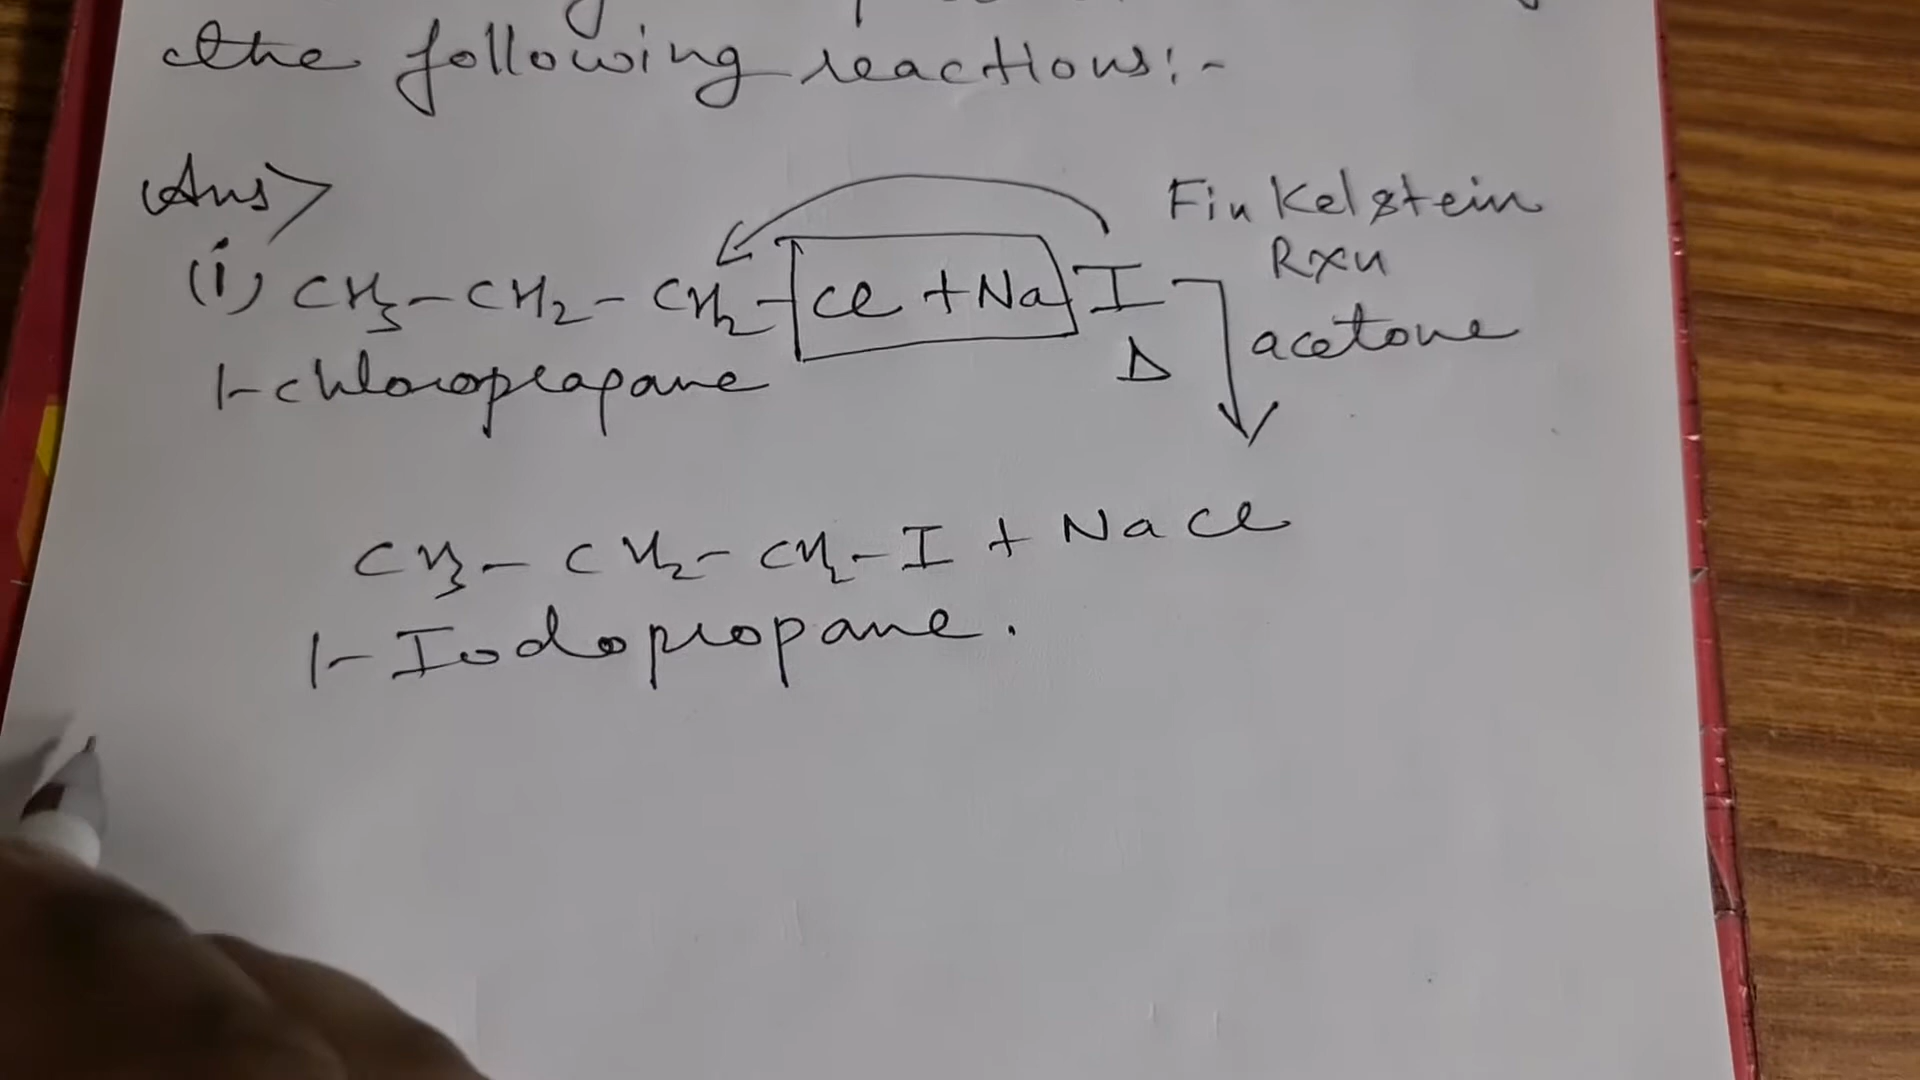 the following reactions:-
Ans>
(i) CH₃-CH₂-CH₂-Cl + Na I
Finkelstein
Rxn
acetone
Δ
1-chloropropane
CH₃-CH₂-CH₂-I + NaCl
1-Iodopropane.